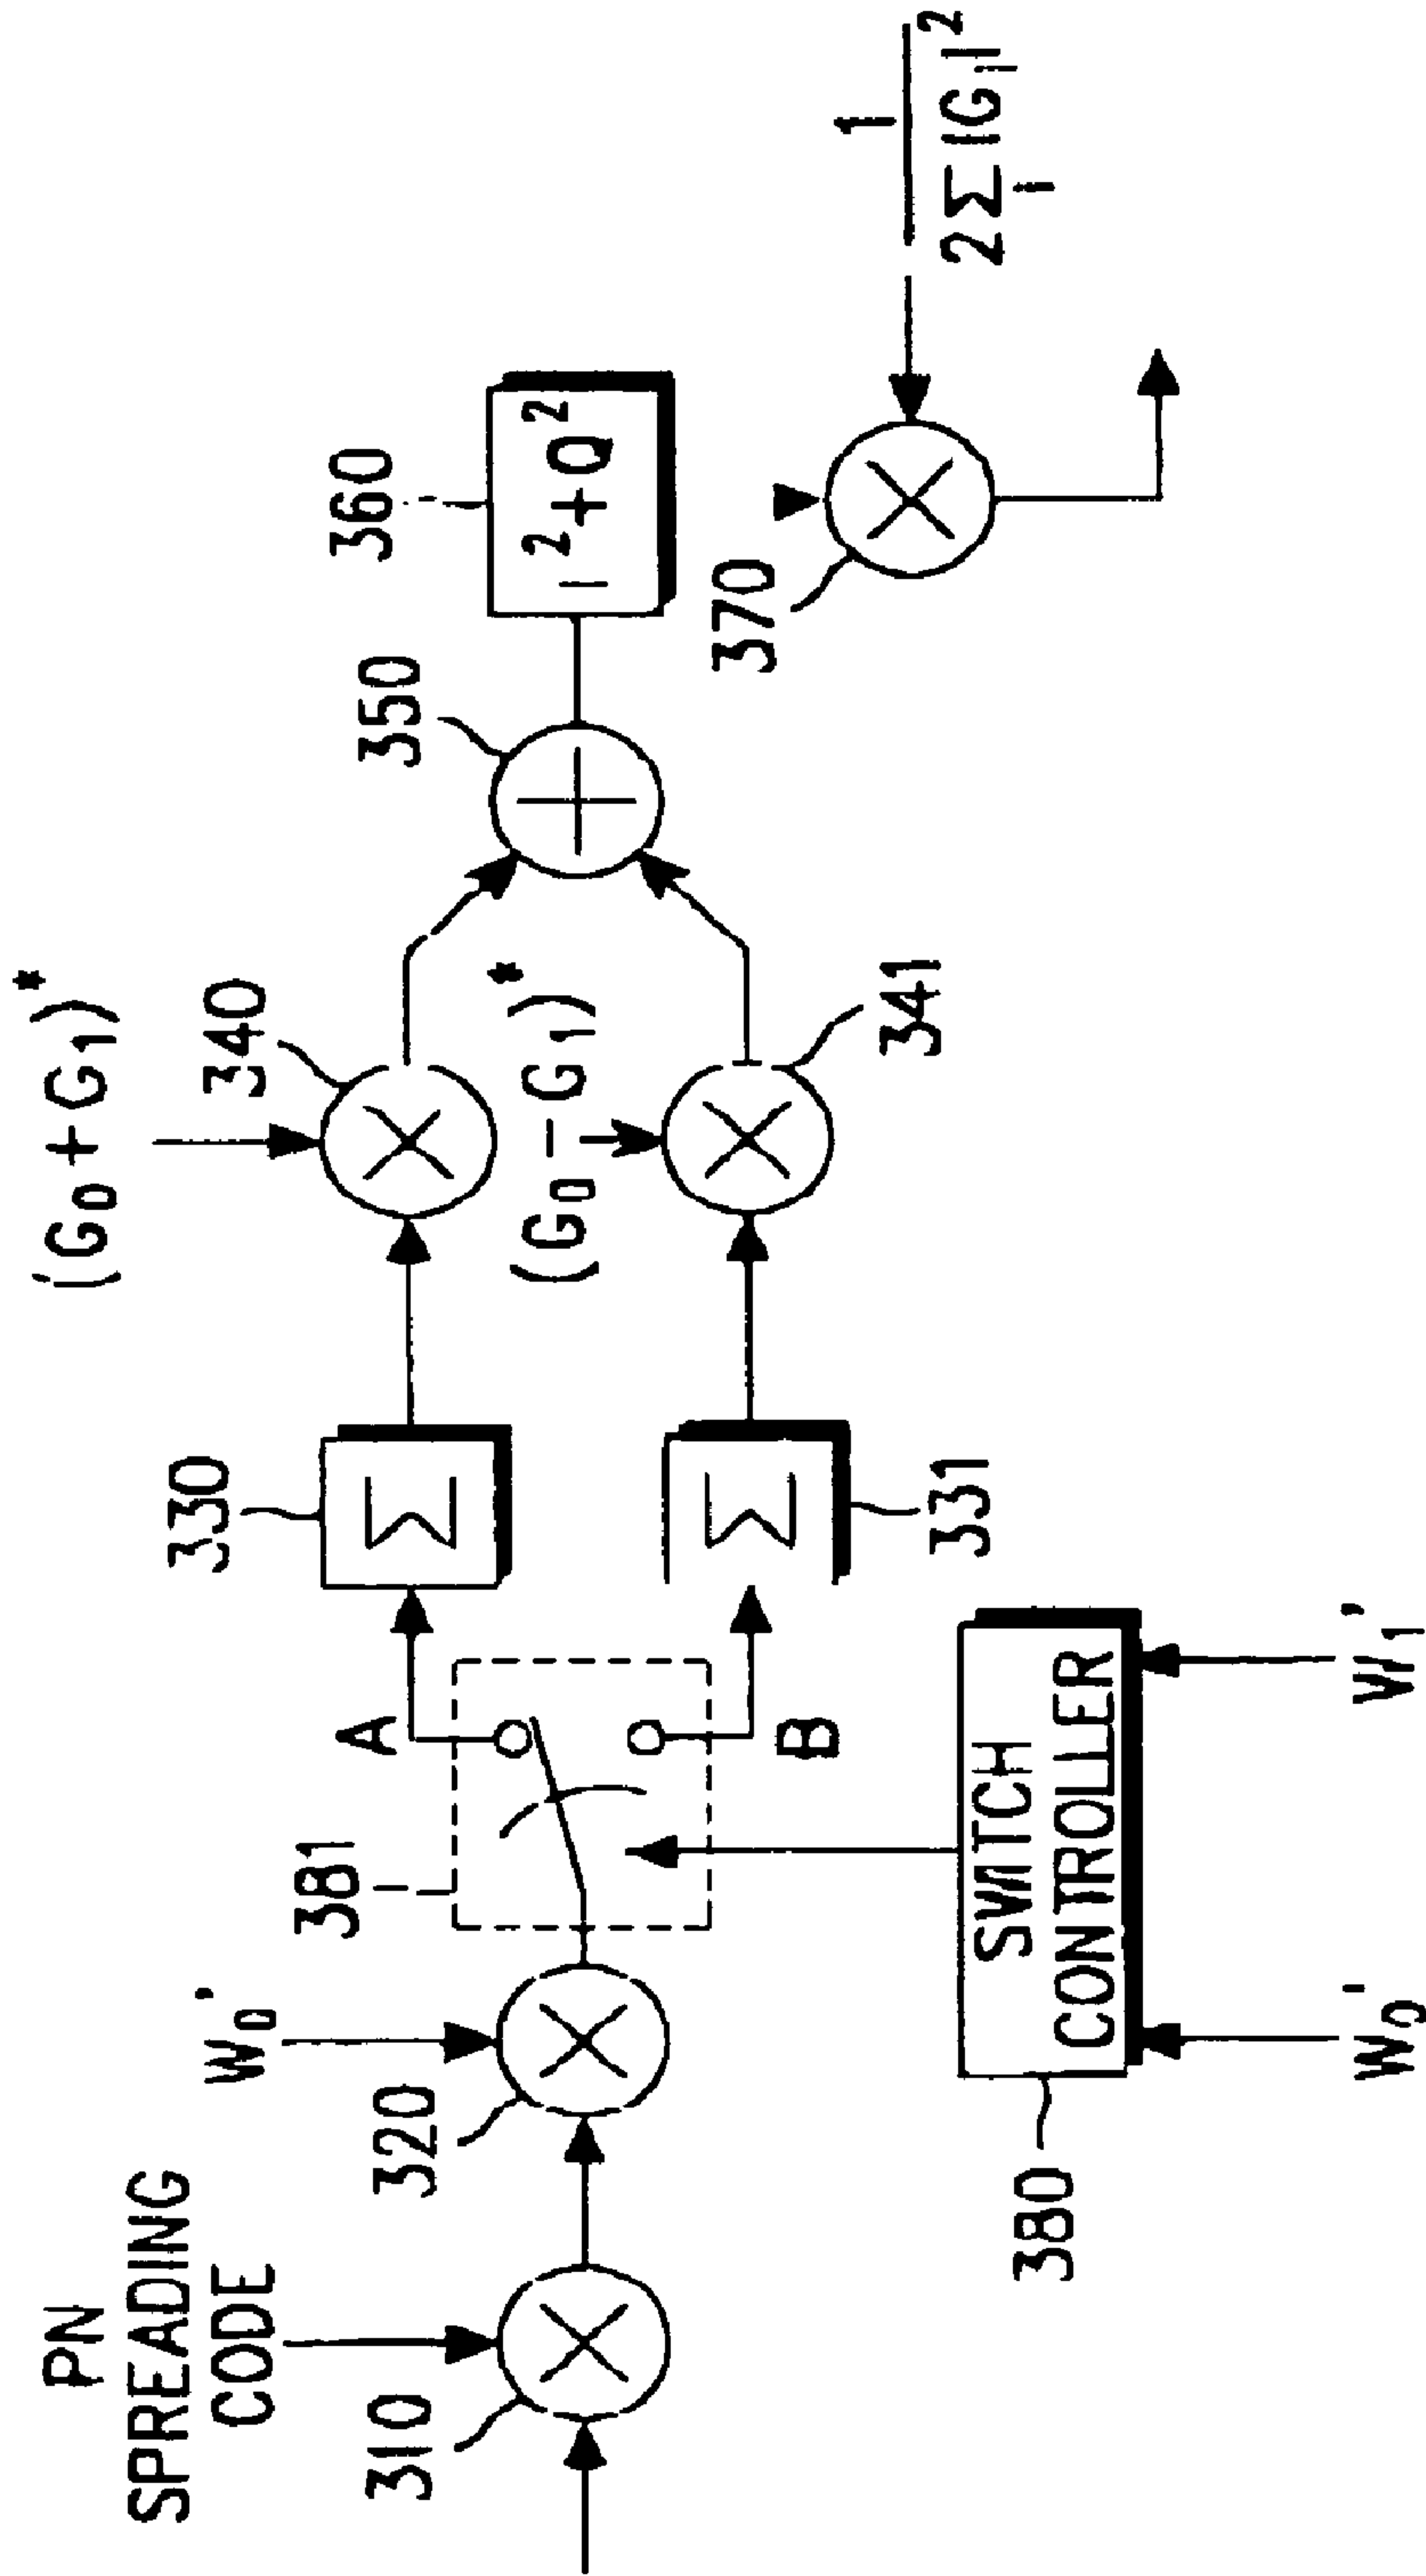 PN
SPREADING
CODE
310
320
W₀'
381
A
B
330
Σ
331
Σ
(G₀ + G₁)*
340
(G₀ − G₁)*
341
350
360
I² + Q²
370
1
2 Σ |Gᵢ|²
i
380
SWITCH
CONTROLLER
W₀'
W₁'